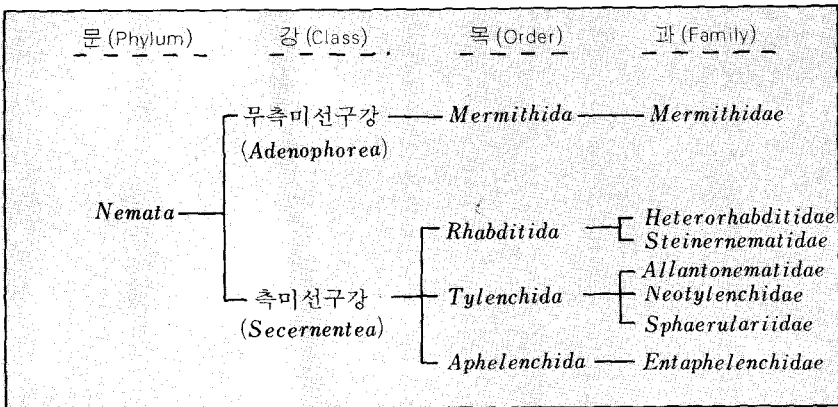 문 (Phylum) 강 (Class) 목 (Order) 과 (Family)
무측미선구강 Mermithida Mermithidae
(Adenophorea)
Nemata
Rhabditida Heterorhabditidae
Steinernematidae
측미선구강 Tylenchida Allantonematidae
(Secernentea) Neotylenchidae
Sphaerulariidae
Aphelenchida Entaphelenchidae